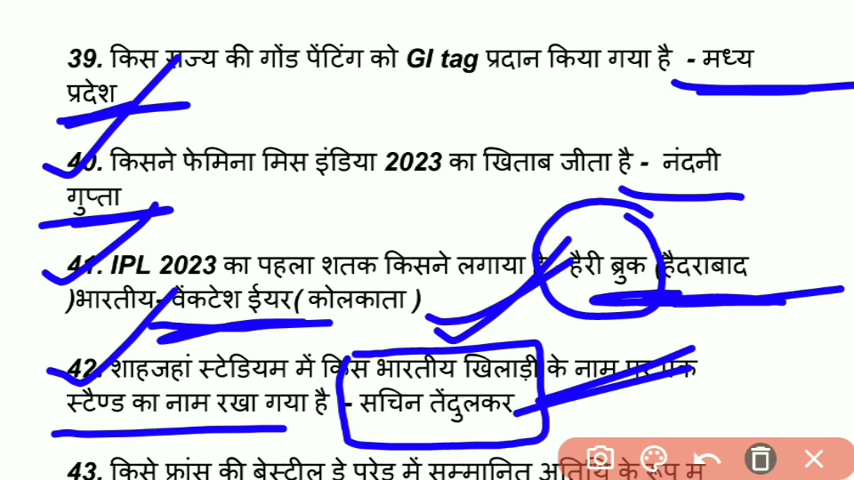 39. किस राज्य की गोंड पेंटिंग को GI tag प्रदान किया गया है - मध्य
प्रदेश
40. किसने फेमिना मिस इंडिया 2023 का खिताब जीता है - नंदनी
गुप्ता
41. IPL 2023 का पहला शतक किसने लगाया है - हैरी ब्रुक (हैदराबाद
)भारतीय- वेंकटेश ईयर( कोलकाता )
42. शाहजहां स्टेडियम में किस भारतीय खिलाड़ी के नाम पर एक
स्टैण्ड का नाम रखा गया है - सचिन तेंदुलकर
43. किसे फ्रांस की बेस्टील डे परेड में सम्मानित अतिथि के रूप म